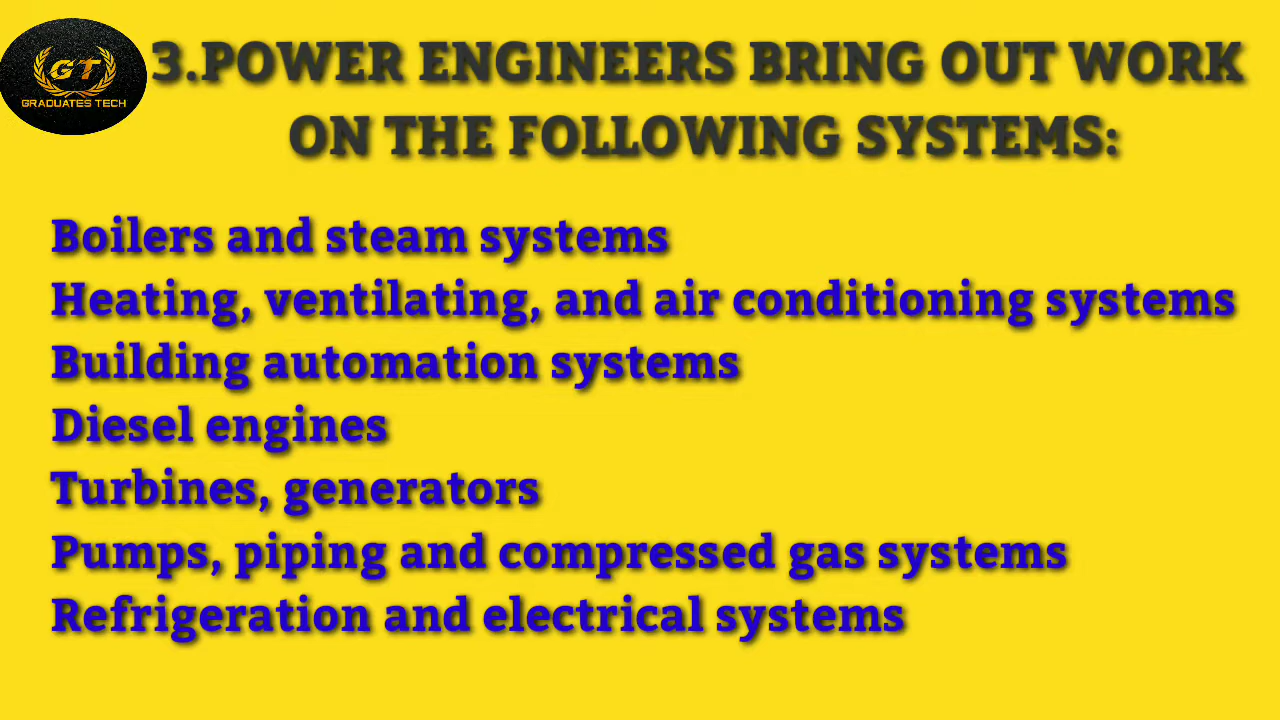 GT
GRADUATES TECH
3.POWER ENGINEERS BRING OUT WORK
ON THE FOLLOWING SYSTEMS:
Boilers and steam systems
Heating, ventilating, and air conditioning systems
Building automation systems
Diesel engines
Turbines, generators
Pumps, piping and compressed gas systems
Refrigeration and electrical systems